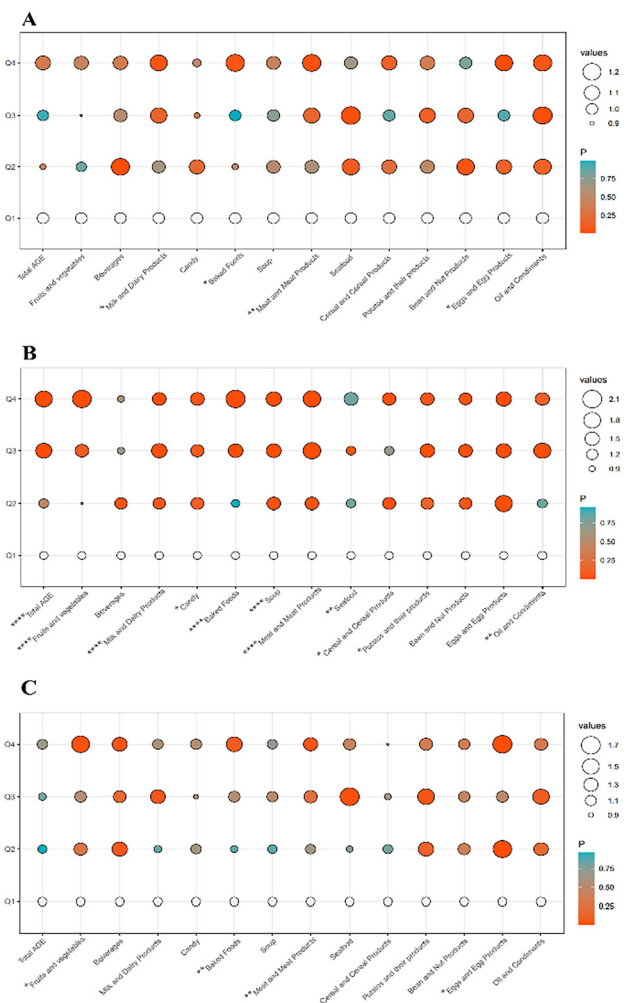 A
Q4
Q3
Q2
Q1
Total AGE
Fruits and vegetables
Beverages
*Milk and Dairy Products
Candy
*Baked Foods
Soup
**Meat and Meat Products
Seafood
Cereal and Cereal Products
Potatos and their products
Bean and Nut Products
*Eggs and Egg Products
Oil and Condiments
values
1.2
1.1
1.0
0.9
P
0.75
0.50
0.25
B
Q4
Q3
Q2
Q1
****Total AGE
****Fruits and vegetables
Beverages
****Milk and Dairy Products
*Candy
****Baked Foods
****Soup
****Meat and Meat Products
**Seafood
*Cereal and Cereal Products
*Potatos and their products
Bean and Nut Products
Eggs and Egg Products
**Oil and Condiments
values
2.1
1.8
1.5
1.2
0.9
P
0.75
0.50
0.25
C
Q4
Q3
Q2
Q1
Total AGE
*Fruits and vegetables
Beverages
Milk and Dairy Products
Candy
**Baked Foods
Soup
**Meat and Meat Products
Seafood
Cereal and Cereal Products
Potatos and their products
Bean and Nut Products
*Eggs and Egg Products
Oil and Condiments
values
1.7
1.5
1.3
1.1
0.9
P
0.75
0.50
0.25